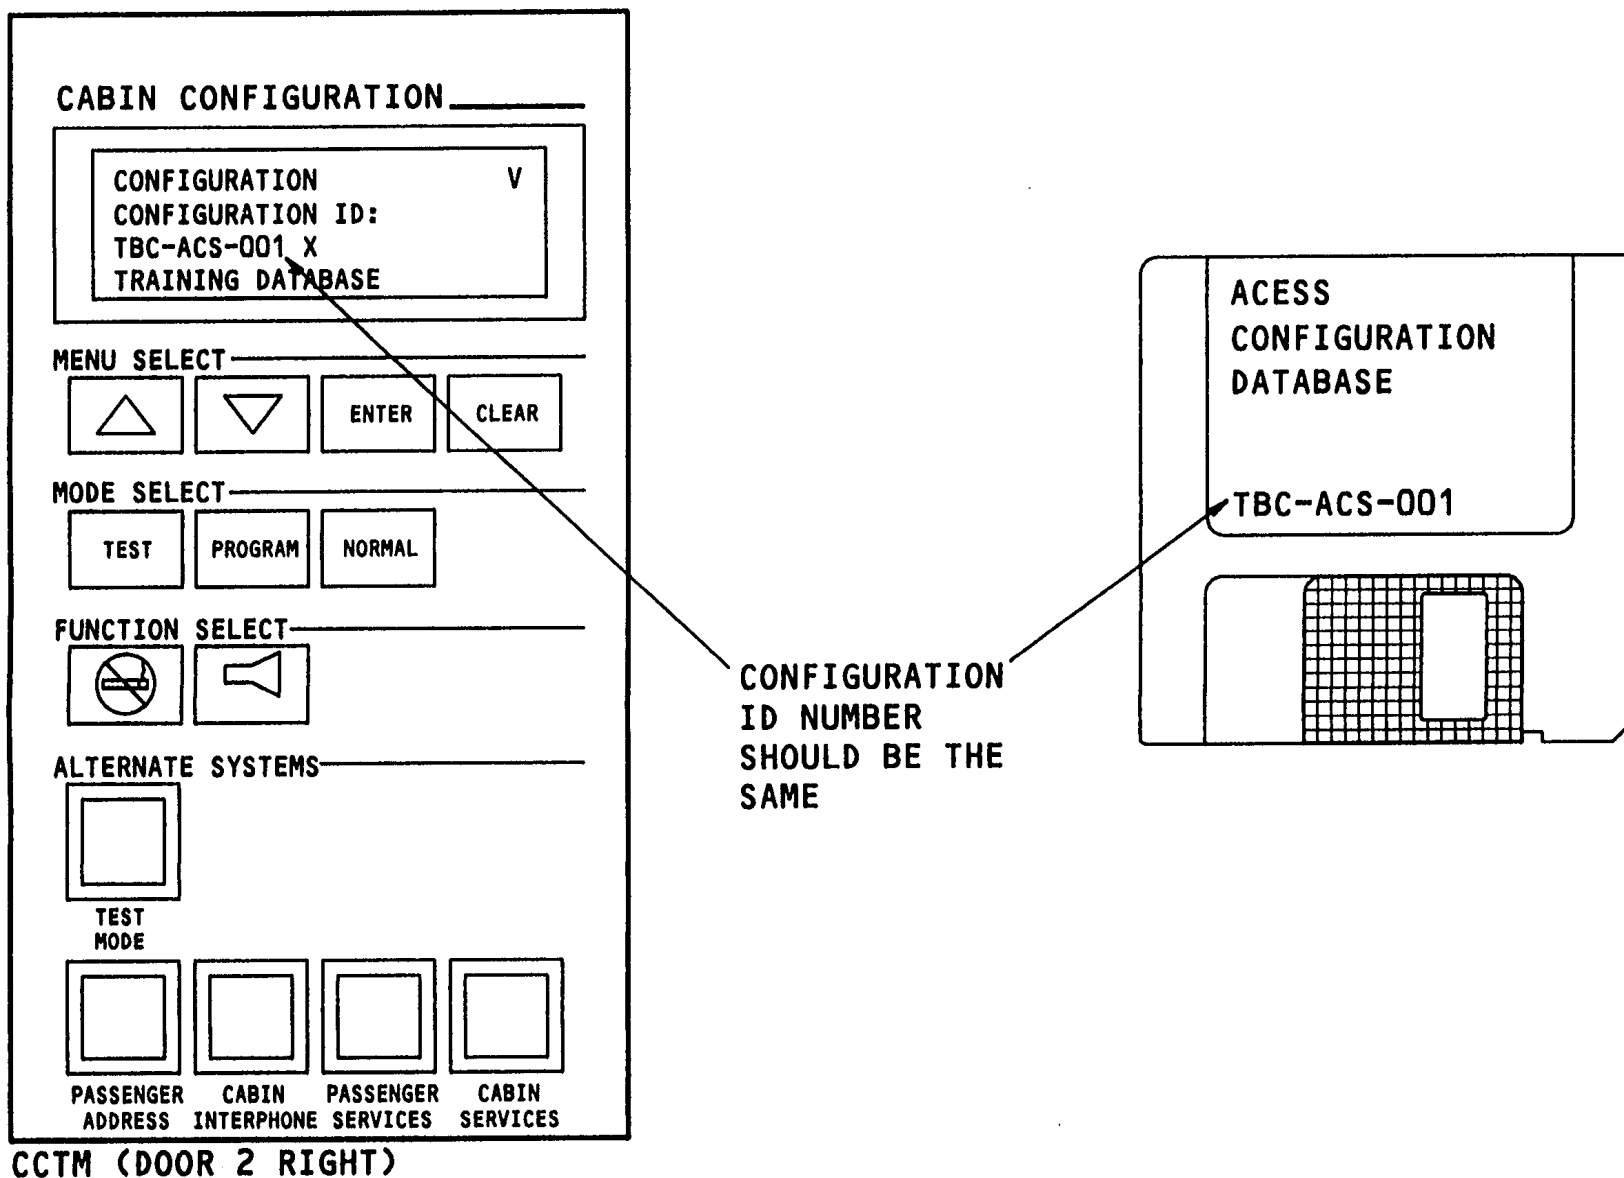 CABIN CONFIGURATION
CONFIGURATION V
CONFIGURATION ID:
TBC-ACS-001 X
TRAINING DATABASE
MENU SELECT
ENTER CLEAR
MODE SELECT
TEST PROGRAM NORMAL
FUNCTION SELECT
ALTERNATE SYSTEMS
TEST
MODE
PASSENGER CABIN PASSENGER CABIN
ADDRESS INTERPHONE SERVICES SERVICES
CCTM (DOOR 2 RIGHT)
CONFIGURATION
ID NUMBER
SHOULD BE THE
SAME
ACESS
CONFIGURATION
DATABASE
TBC-ACS-001